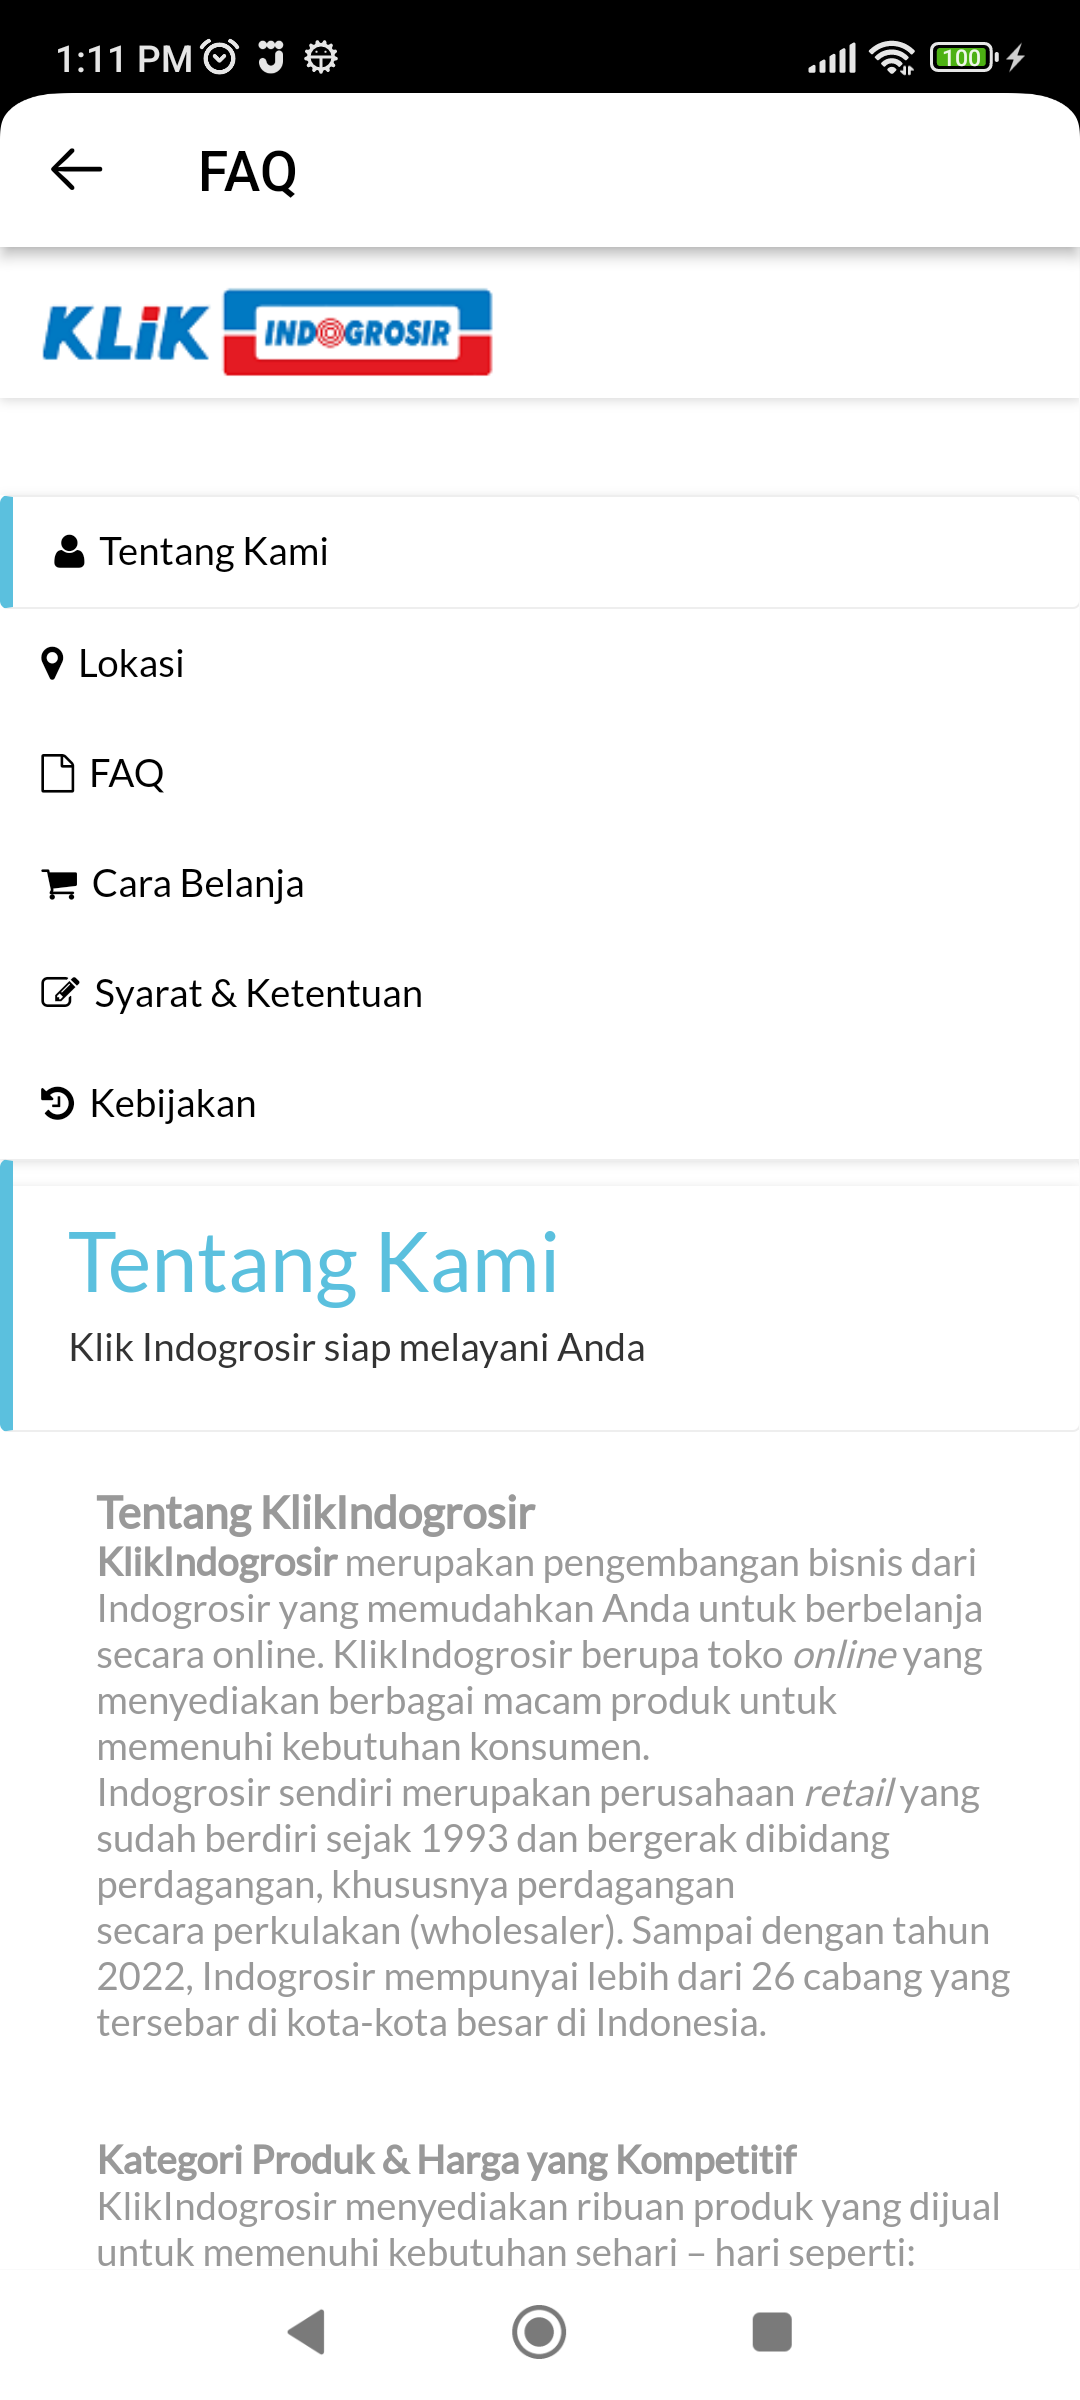 1:11 PM
100
FAQ
KLiK INDOGROSIR
Tentang Kami
Lokasi
FAQ
Cara Belanja
Syarat & Ketentuan
Kebijakan
Tentang Kami
Klik Indogrosir siap melayani Anda
Tentang KlikIndogrosir
KlikIndogrosir merupakan pengembangan bisnis dari
Indogrosir yang memudahkan Anda untuk berbelanja
secara online. KlikIndogrosir berupa toko online yang
menyediakan berbagai macam produk untuk
memenuhi kebutuhan konsumen.
Indogrosir sendiri merupakan perusahaan retail yang
sudah berdiri sejak 1993 dan bergerak dibidang
perdagangan, khususnya perdagangan
secara perkulakan (wholesaler). Sampai dengan tahun
2022, Indogrosir mempunyai lebih dari 26 cabang yang
tersebar di kota-kota besar di Indonesia.
Kategori Produk & Harga yang Kompetitif
KlikIndogrosir menyediakan ribuan produk yang dijual
untuk memenuhi kebutuhan sehari – hari seperti: